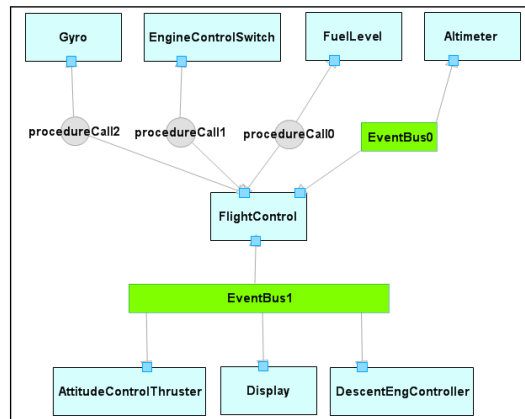 Gyro
EngineControlSwitch
FuelLevel
Altimeter
procedureCall2
procedureCall1
procedureCall0
EventBus0
FlightControl
EventBus1
AttitudeControlThruster
Display
DescentEngController